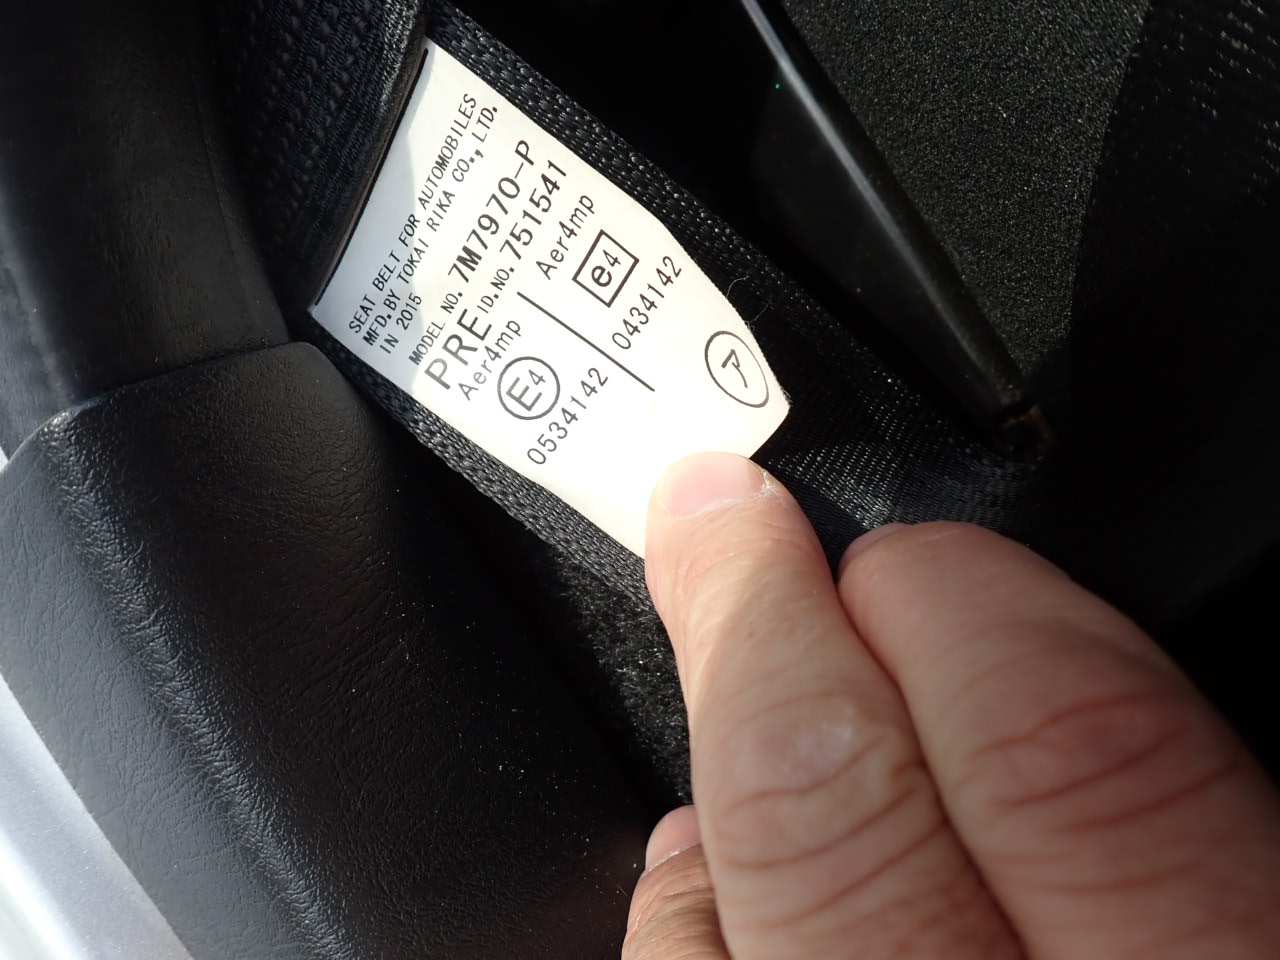 SEAT BELT FOR AUTOMOBILES
MFD.BY TOKAI RIKA CO., LTD.
IN 2015
MODEL NO. 7M7970-P
PRE ID.NO. 751541
Aer4mp
E4
0534142
Aer4mp
e4
0434142
ア